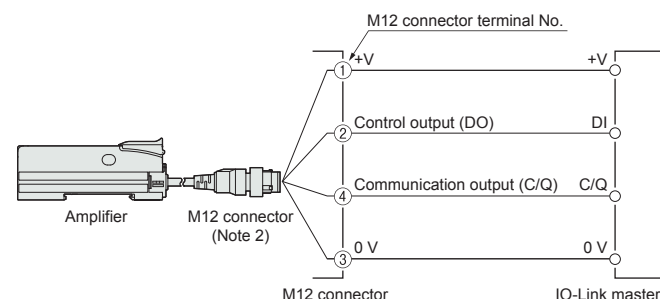 M12 connector terminal No.
1 +V +V
2 Control output (DO) DI
4 Communication output (C/Q) C/Q
3 0 V 0 V
Amplifier
M12 connector
(Note 2)
M12 connector
IO-Link master